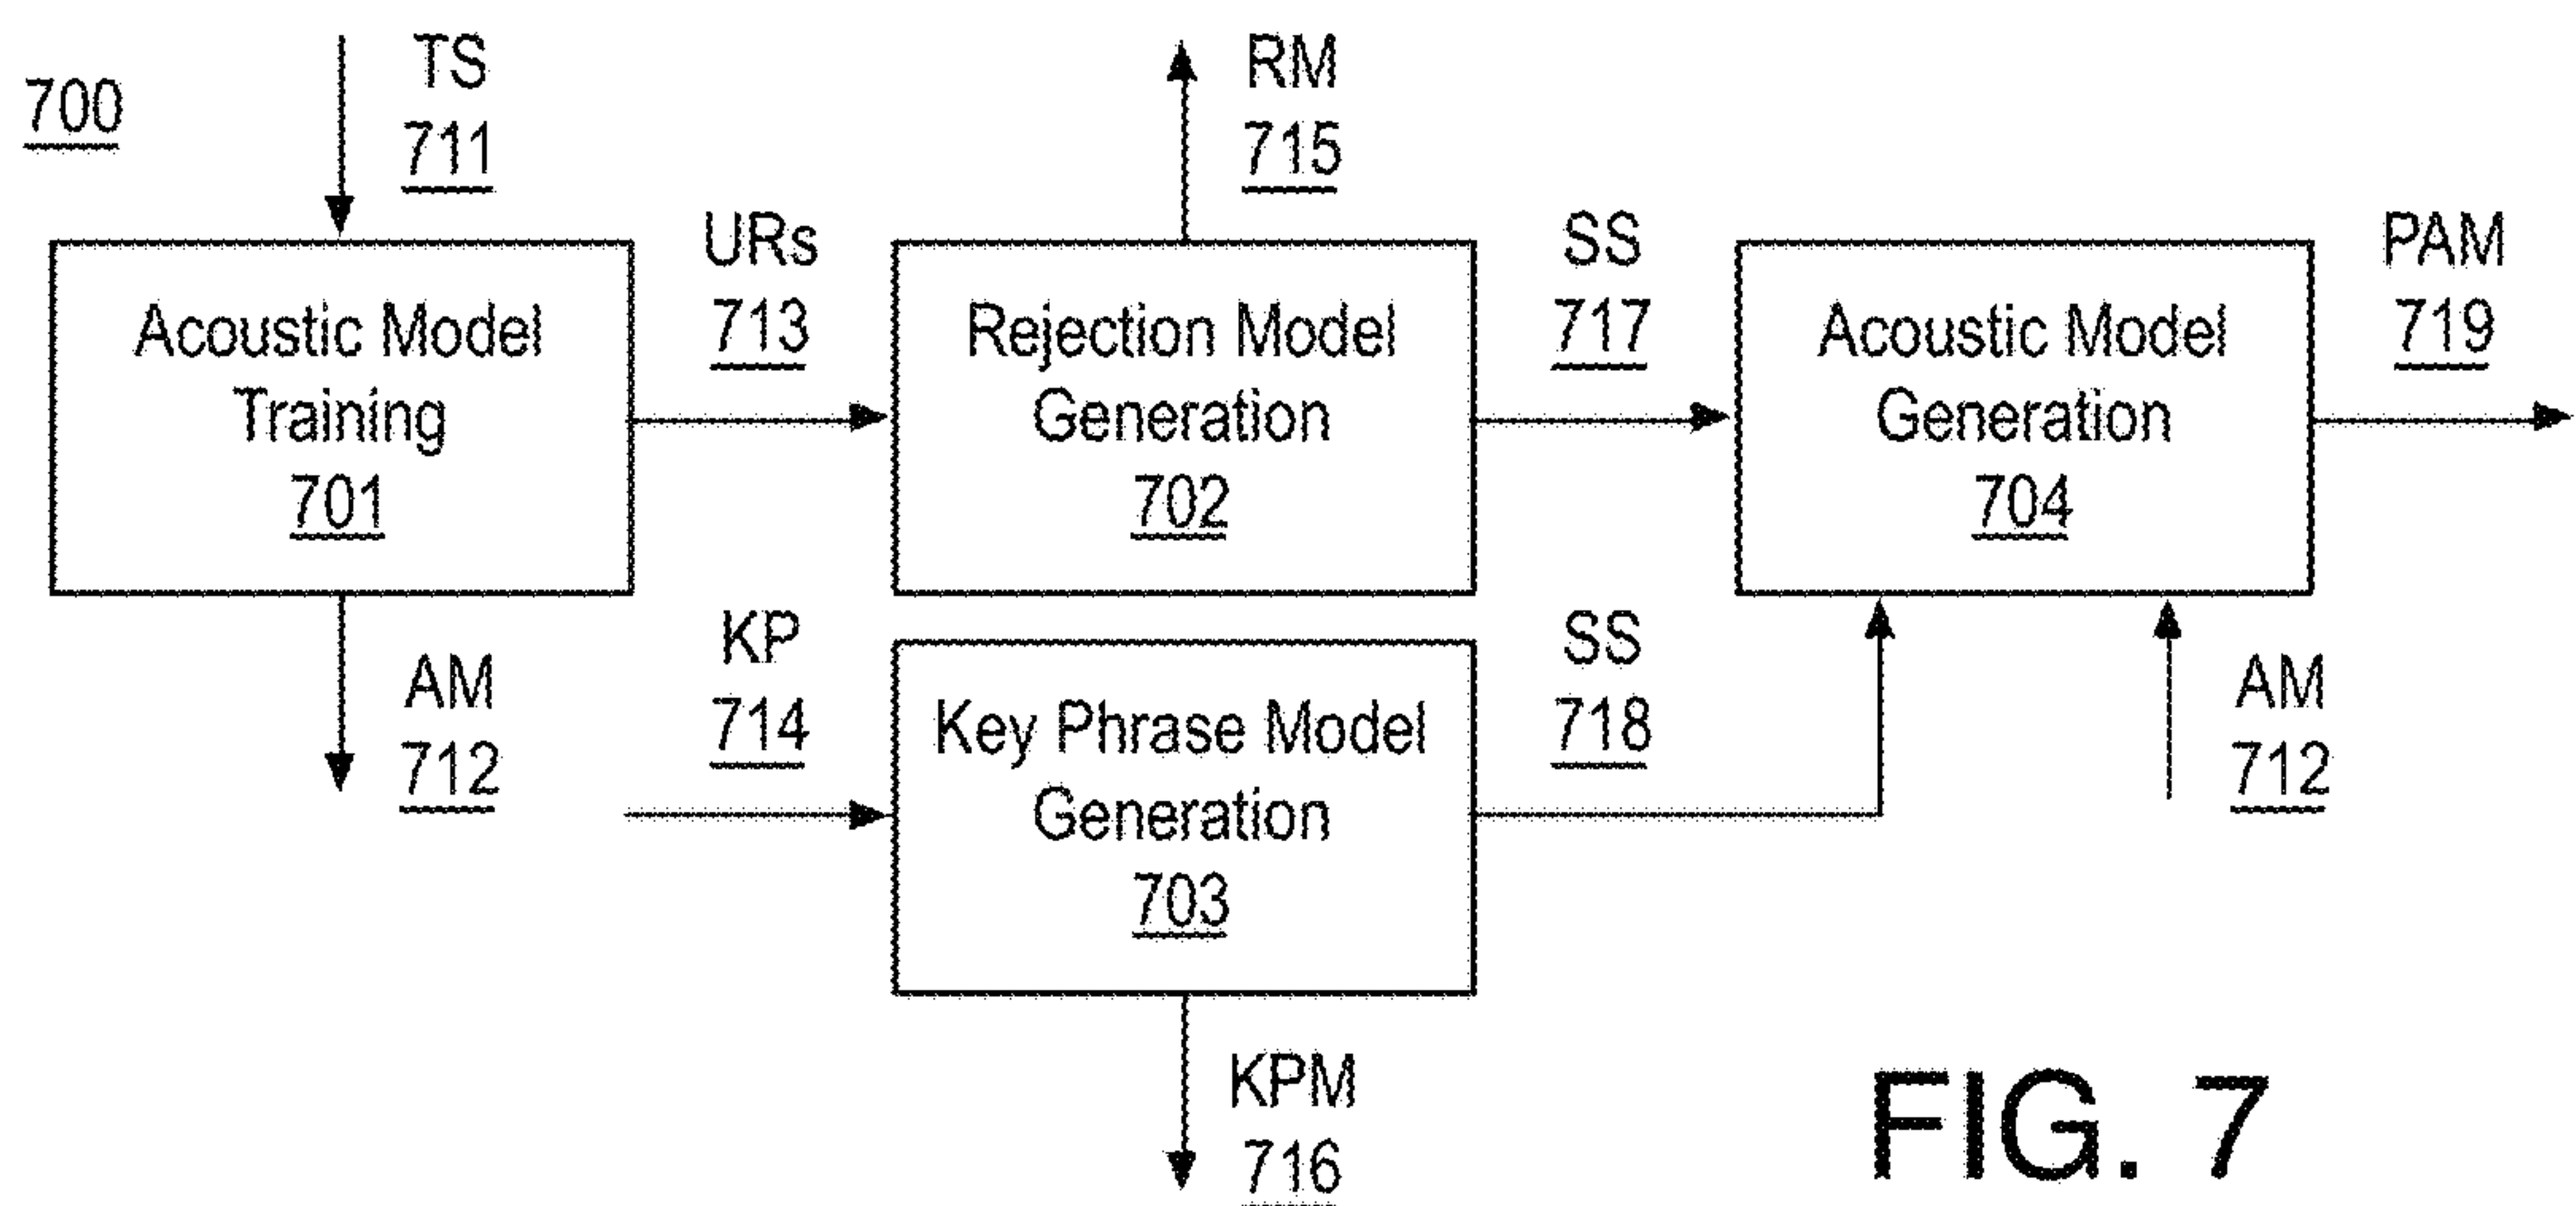 700
TS
711
RM
715
Acoustic Model
Training
701
URs
713
Rejection Model
Generation
702
SS
717
Acoustic Model
Generation
704
PAM
719
AM
712
KP
714
Key Phrase Model
Generation
703
SS
718
AM
712
KPM
716
FIG. 7